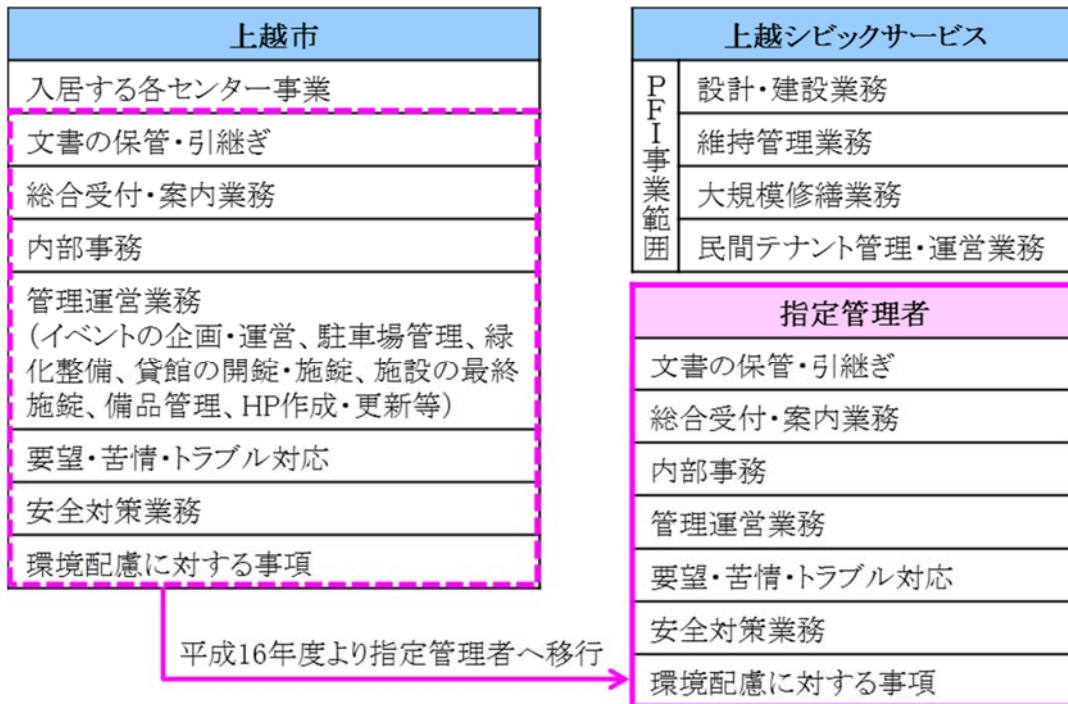 上越市
入居する各センター事業
文書の保管・引継ぎ
総合受付・案内業務
内部事務
管理運営業務
(イベントの企画・運営、駐車場管理、緑
化整備、貸館の開錠・施錠、施設の最終
施錠、備品管理、HP作成・更新等)
要望・苦情・トラブル対応
安全対策業務
環境配慮に対する事項
平成16年度より指定管理者へ移行
上越シビックサービス
PFI事業範囲
設計・建設業務
維持管理業務
大規模修繕業務
民間テナント管理・運営業務
指定管理者
文書の保管・引継ぎ
総合受付・案内業務
内部事務
管理運営業務
要望・苦情・トラブル対応
安全対策業務
環境配慮に対する事項